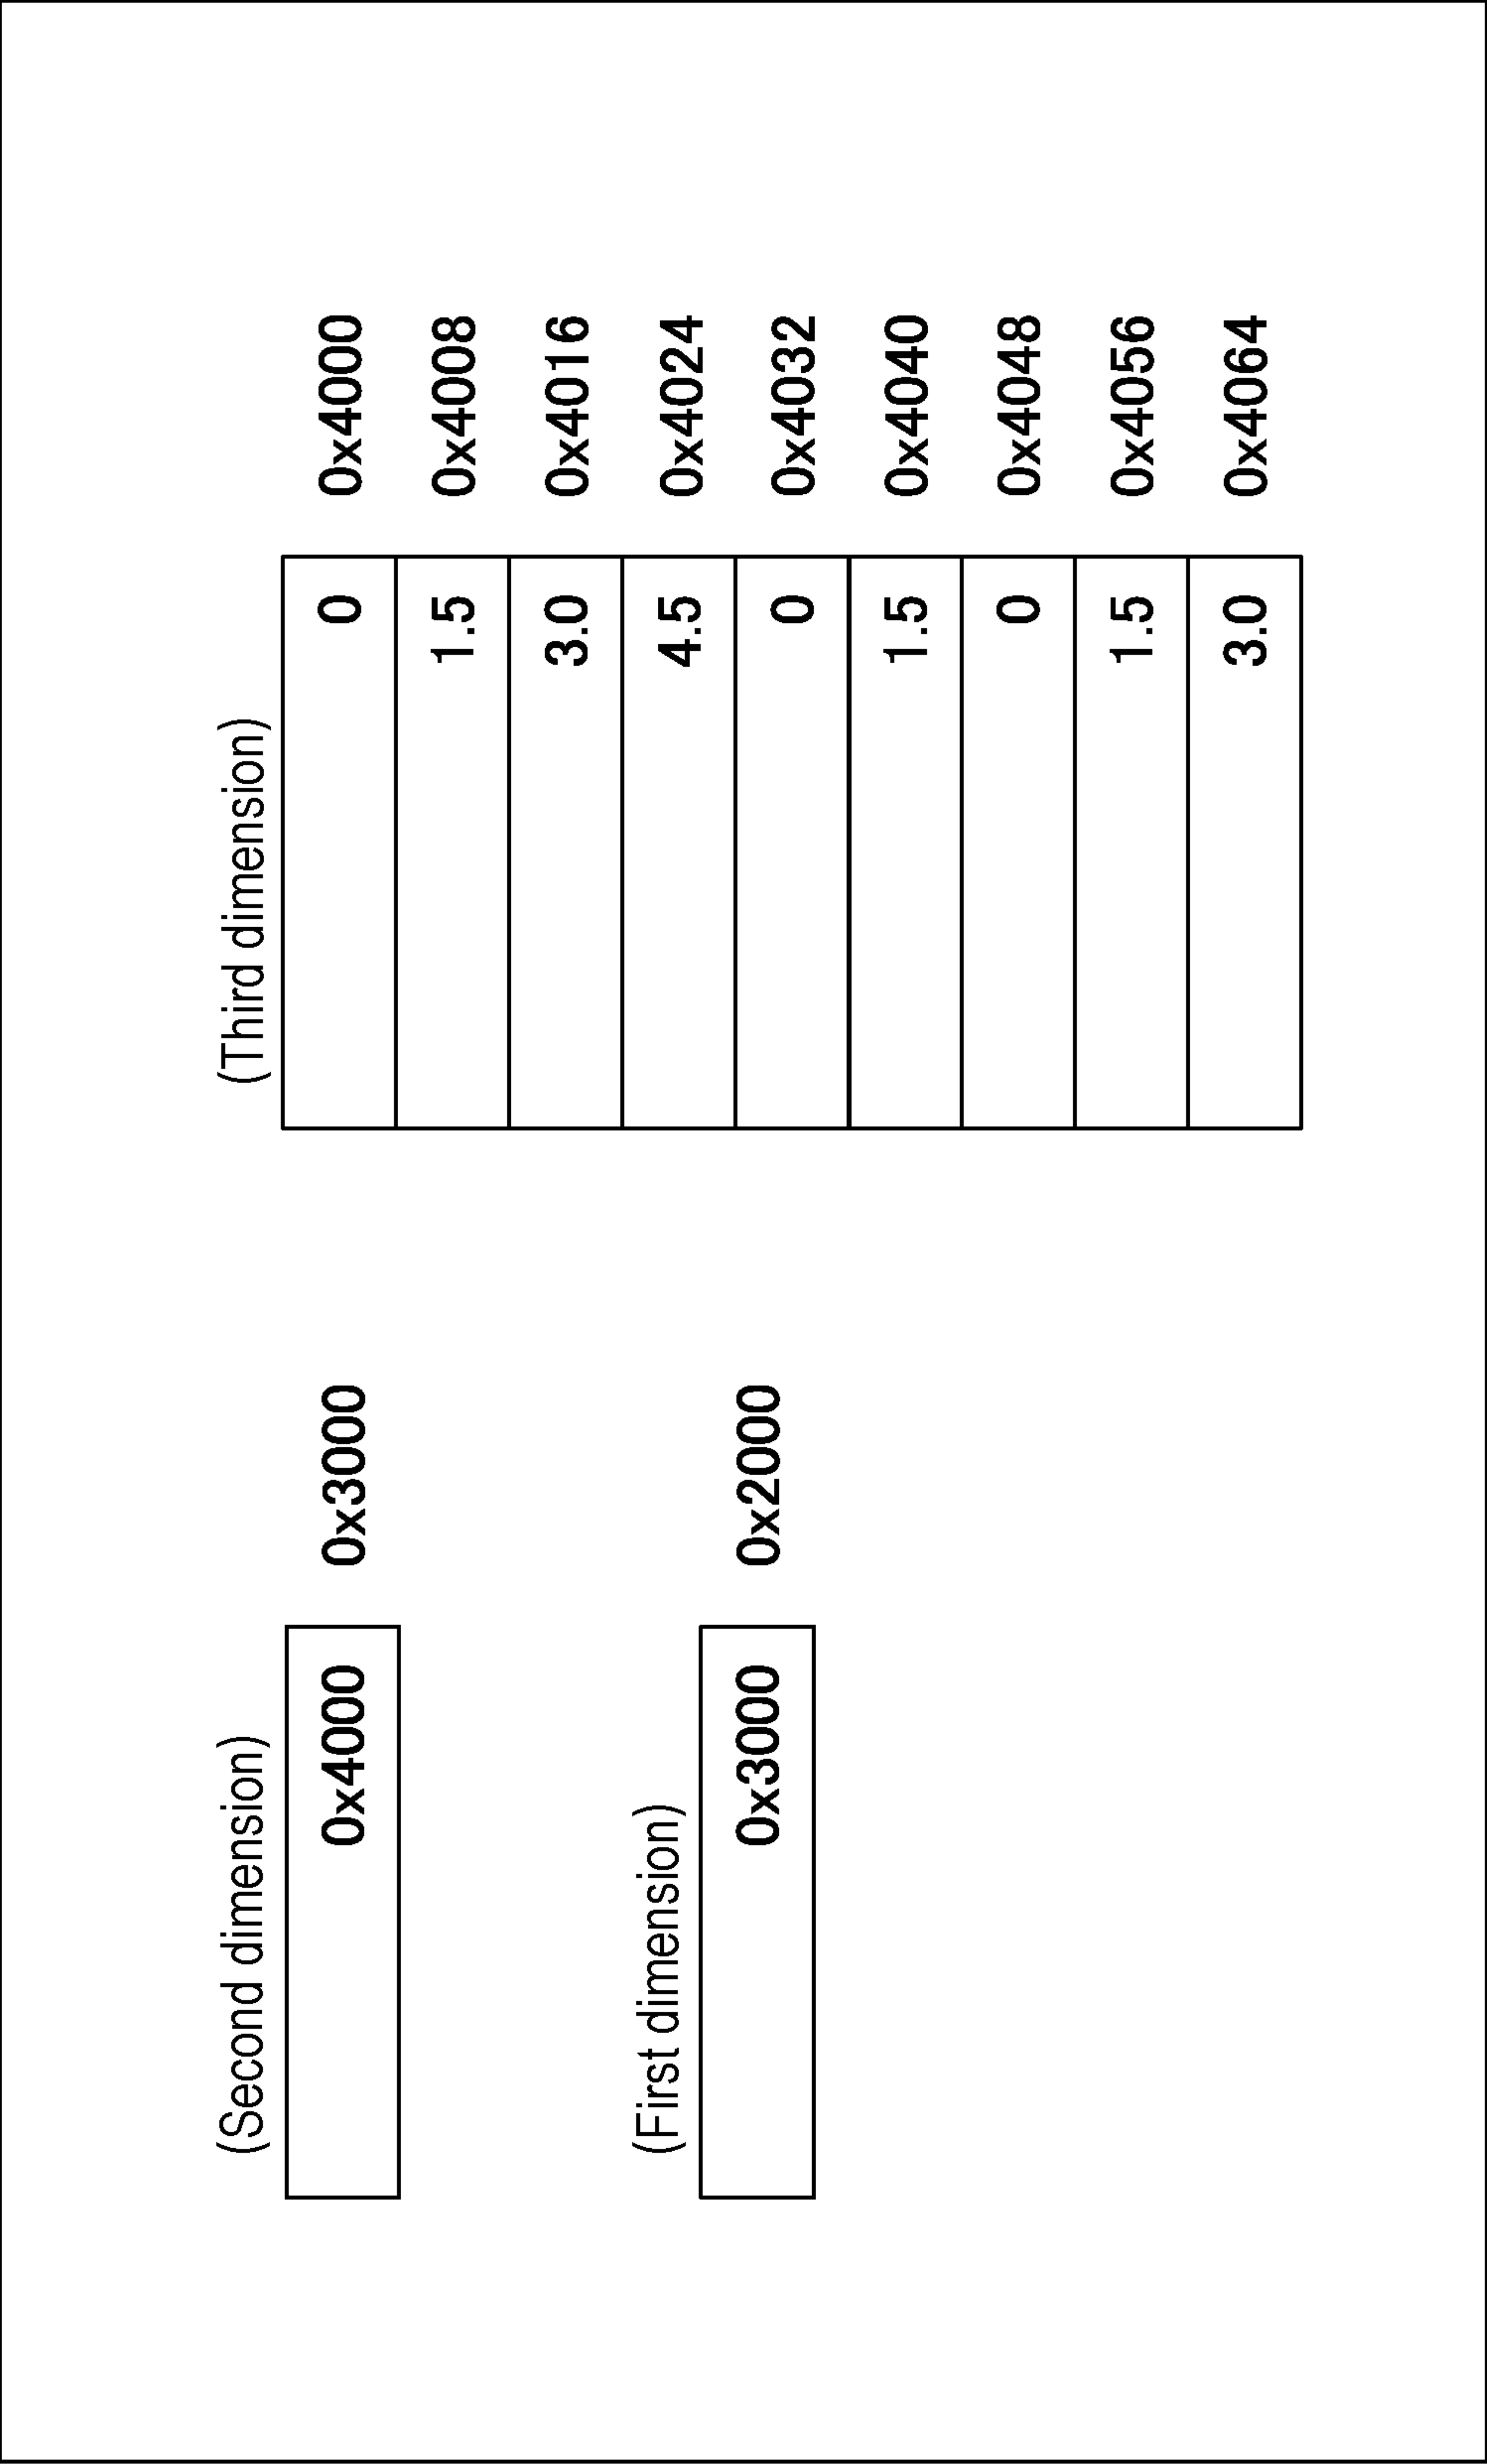 (Second dimension)
0x4000 0x3000
(First dimension)
0x3000 0x2000
(Third dimension)
0 0x4000
1.5 0x4008
3.0 0x4016
4.5 0x4024
0 0x4032
1.5 0x4040
0 0x4048
1.5 0x4056
3.0 0x4064